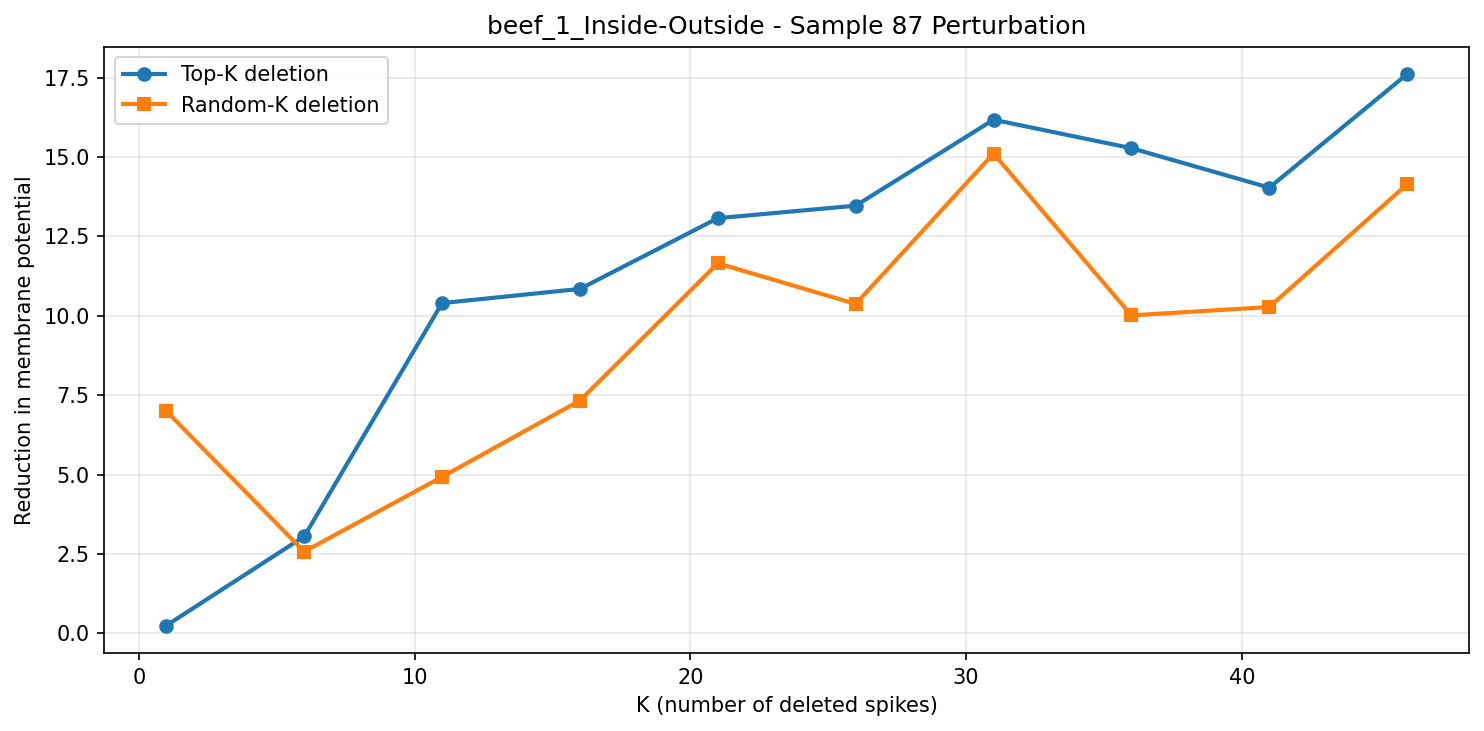 beef_1_Inside-Outside - Sample 87 Perturbation
Top-K deletion
Random-K deletion
Reduction in membrane potential
17.5
15.0
12.5
10.0
7.5
5.0
2.5
0.0
0 10 20 30 40
K (number of deleted spikes)